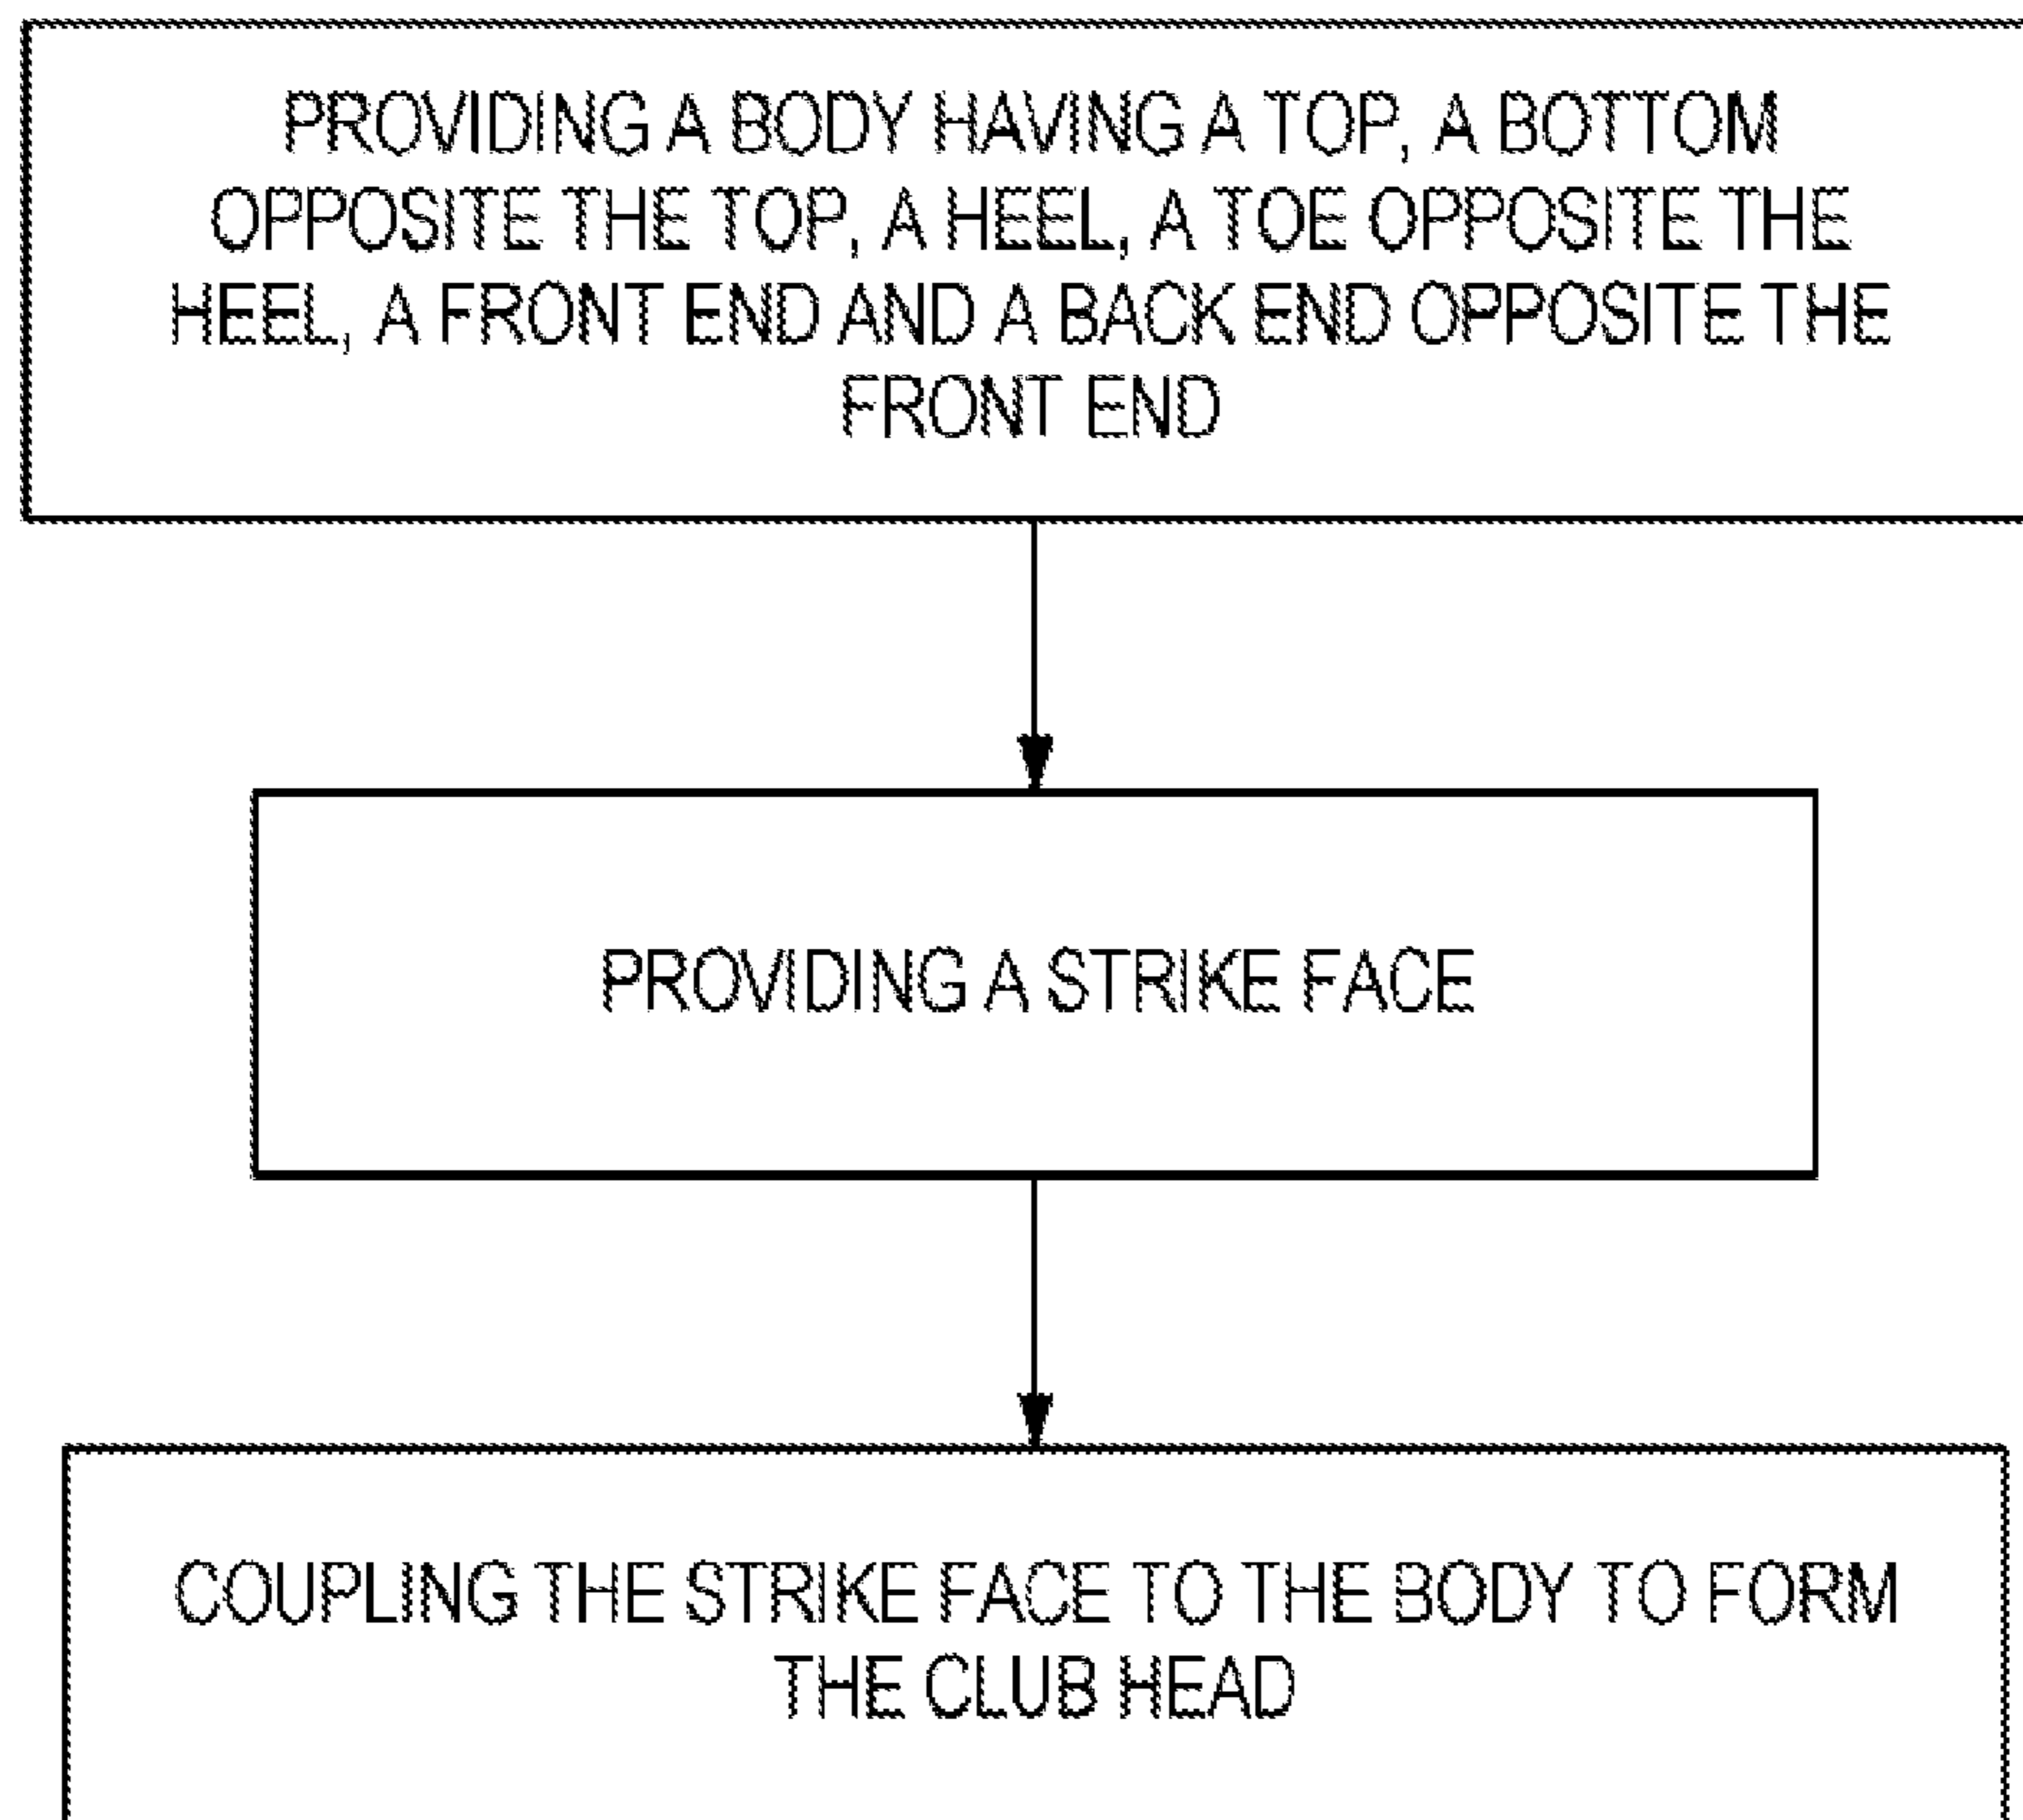 PROVIDING A BODY HAVING A TOP, A BOTTOM
OPPOSITE THE TOP, A HEEL, A TOE OPPOSITE THE
HEEL, A FRONT END AND A BACK END OPPOSITE THE
FRONT END
PROVIDING A STRIKE FACE
COUPLING THE STRIKE FACE TO THE BODY TO FORM
THE CLUB HEAD